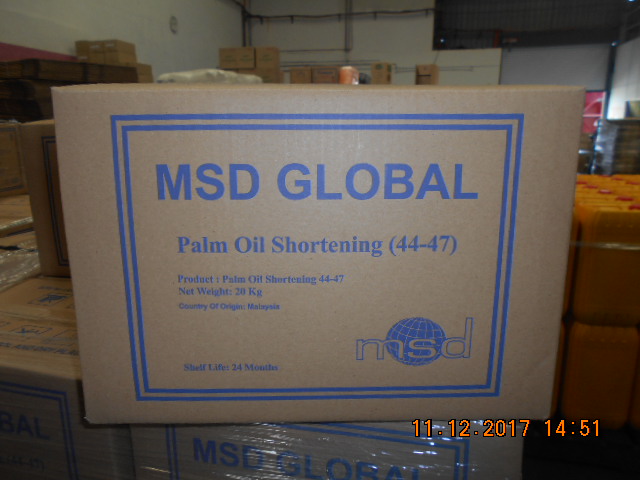 MSD GLOBAL
Palm Oil Shortening (44-47)
Product : Palm Oil Shortening 44-47
Net Weight: 20 Kg
Country Of Origin: Malaysia
msd
Shelf Life: 24 Months
11.12.2017 14:51
BAL
MSD GLOBAL